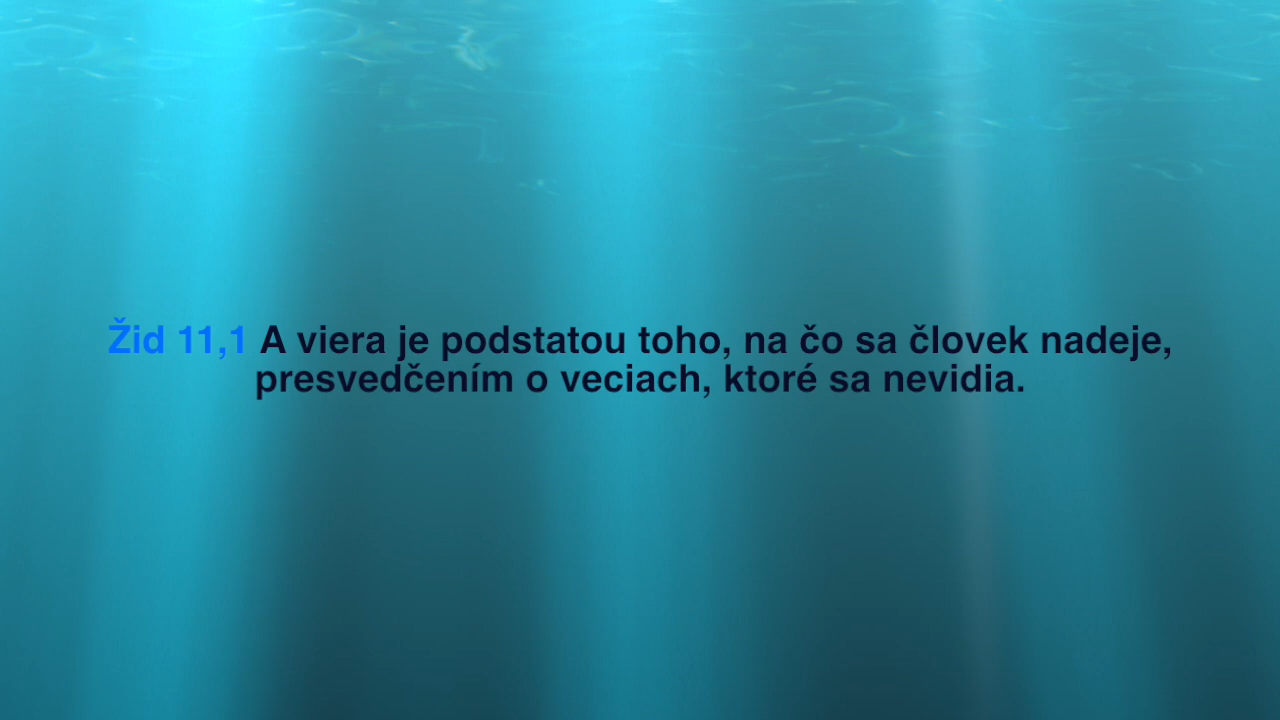 Žid 11,1 A viera je podstatou toho, na čo sa človek nadeje,
presvedčením o veciach, ktoré sa nevidia.